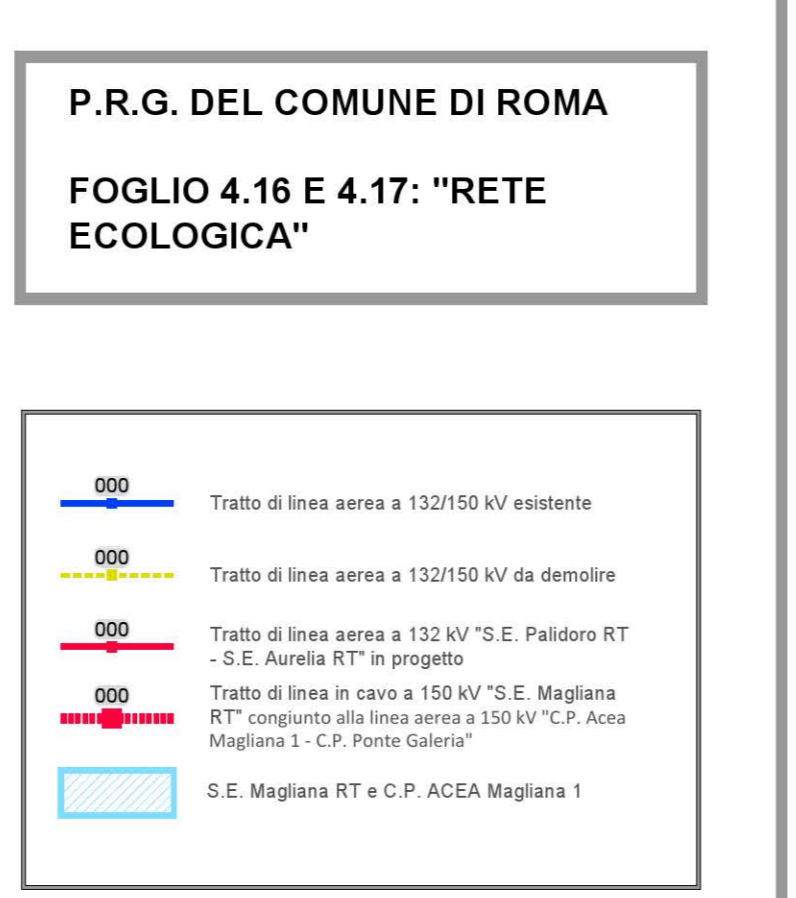 P.R.G. DEL COMUNE DI ROMA
FOGLIO 4.16 E 4.17: "RETE
ECOLOGICA"
000
Tratto di linea aerea a 132/150 kV esistente
000
Tratto di linea aerea a 132/150 kV da demolire
000
Tratto di linea aerea a 132 kV "S.E. Palidoro RT
- S.E. Aurelia RT" in progetto
000
Tratto di linea in cavo a 150 kV "S.E. Magliana
RT" congiunto alla linea aerea a 150 kV "C.P. Acea
Magliana 1 - C.P. Ponte Galeria"
S.E. Magliana RT e C.P. ACEA Magliana 1